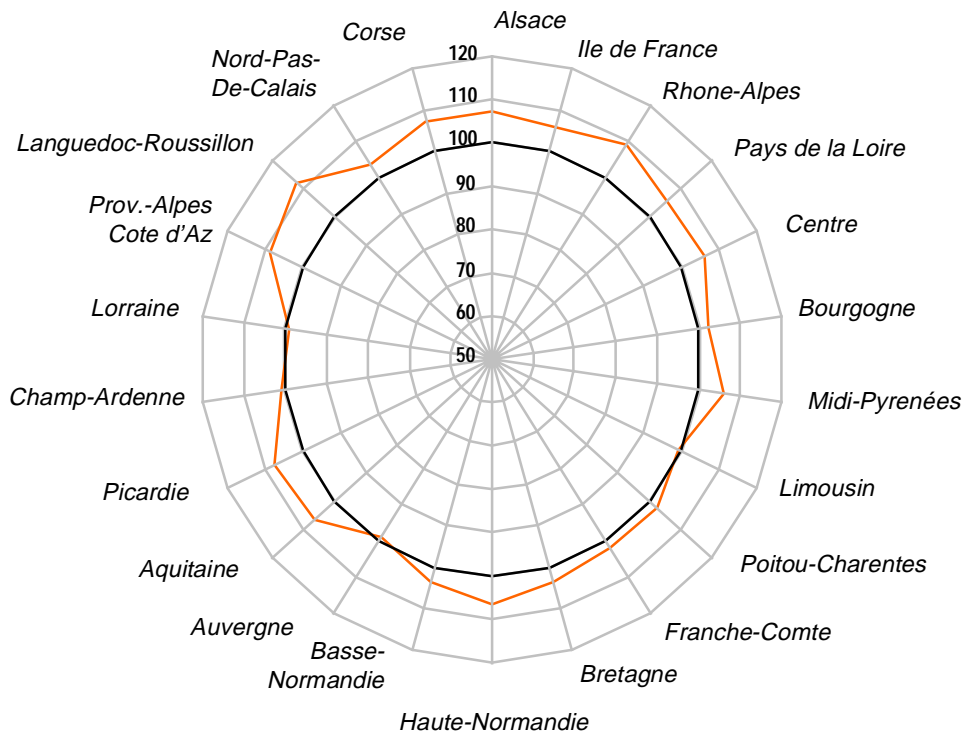 Alsace
Ile de France
Rhone-Alpes
Pays de la Loire
Centre
Bourgogne
Midi-Pyrenées
Limousin
Poitou-Charentes
Franche-Comte
Bretagne
Haute-Normandie
Basse-
Normandie
Auvergne
Aquitaine
Picardie
Champ-Ardenne
Lorraine
Prov.-Alpes
Cote d'Az
Languedoc-Roussillon
Nord-Pas-
De-Calais
Corse
120
110
100
90
80
70
60
50